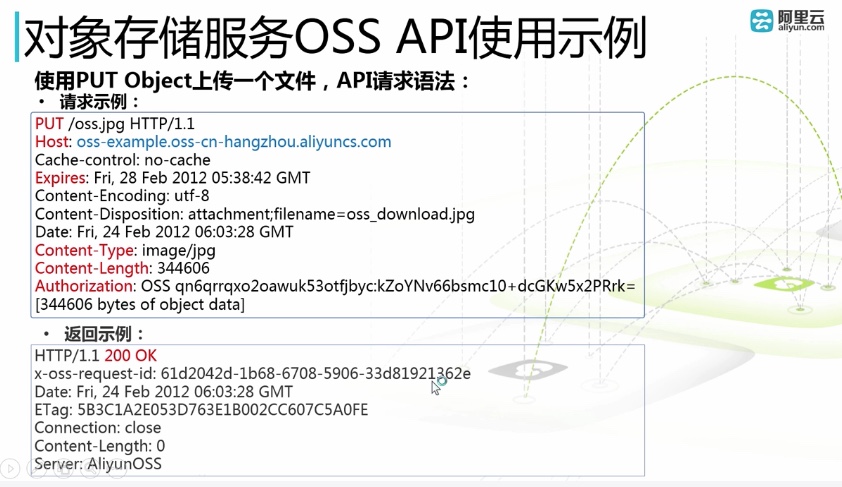 对象存储服务OSS API使用示例
阿里云
aliyun.com
使用PUT Object上传一个文件，API请求语法：
• 请求示例：
PUT /oss.jpg HTTP/1.1
Host: oss-example.oss-cn-hangzhou.aliyuncs.com
Cache-control: no-cache
Expires: Fri, 28 Feb 2012 05:38:42 GMT
Content-Encoding: utf-8
Content-Disposition: attachment;filename=oss_download.jpg
Date: Fri, 24 Feb 2012 06:03:28 GMT
Content-Type: image/jpg
Content-Length: 344606
Authorization: OSS qn6qrrqxo2oawuk53otfjbyc:kZoYNv66bsmc10+dcGKw5x2PRrk=
[344606 bytes of object data]
• 返回示例：
HTTP/1.1 200 OK
x-oss-request-id: 61d2042d-1b68-6708-5906-33d81921362e
Date: Fri, 24 Feb 2012 06:03:28 GMT
ETag: 5B3C1A2E053D763E1B002CC607C5A0FE
Connection: close
Content-Length: 0
Server: AliyunOSS